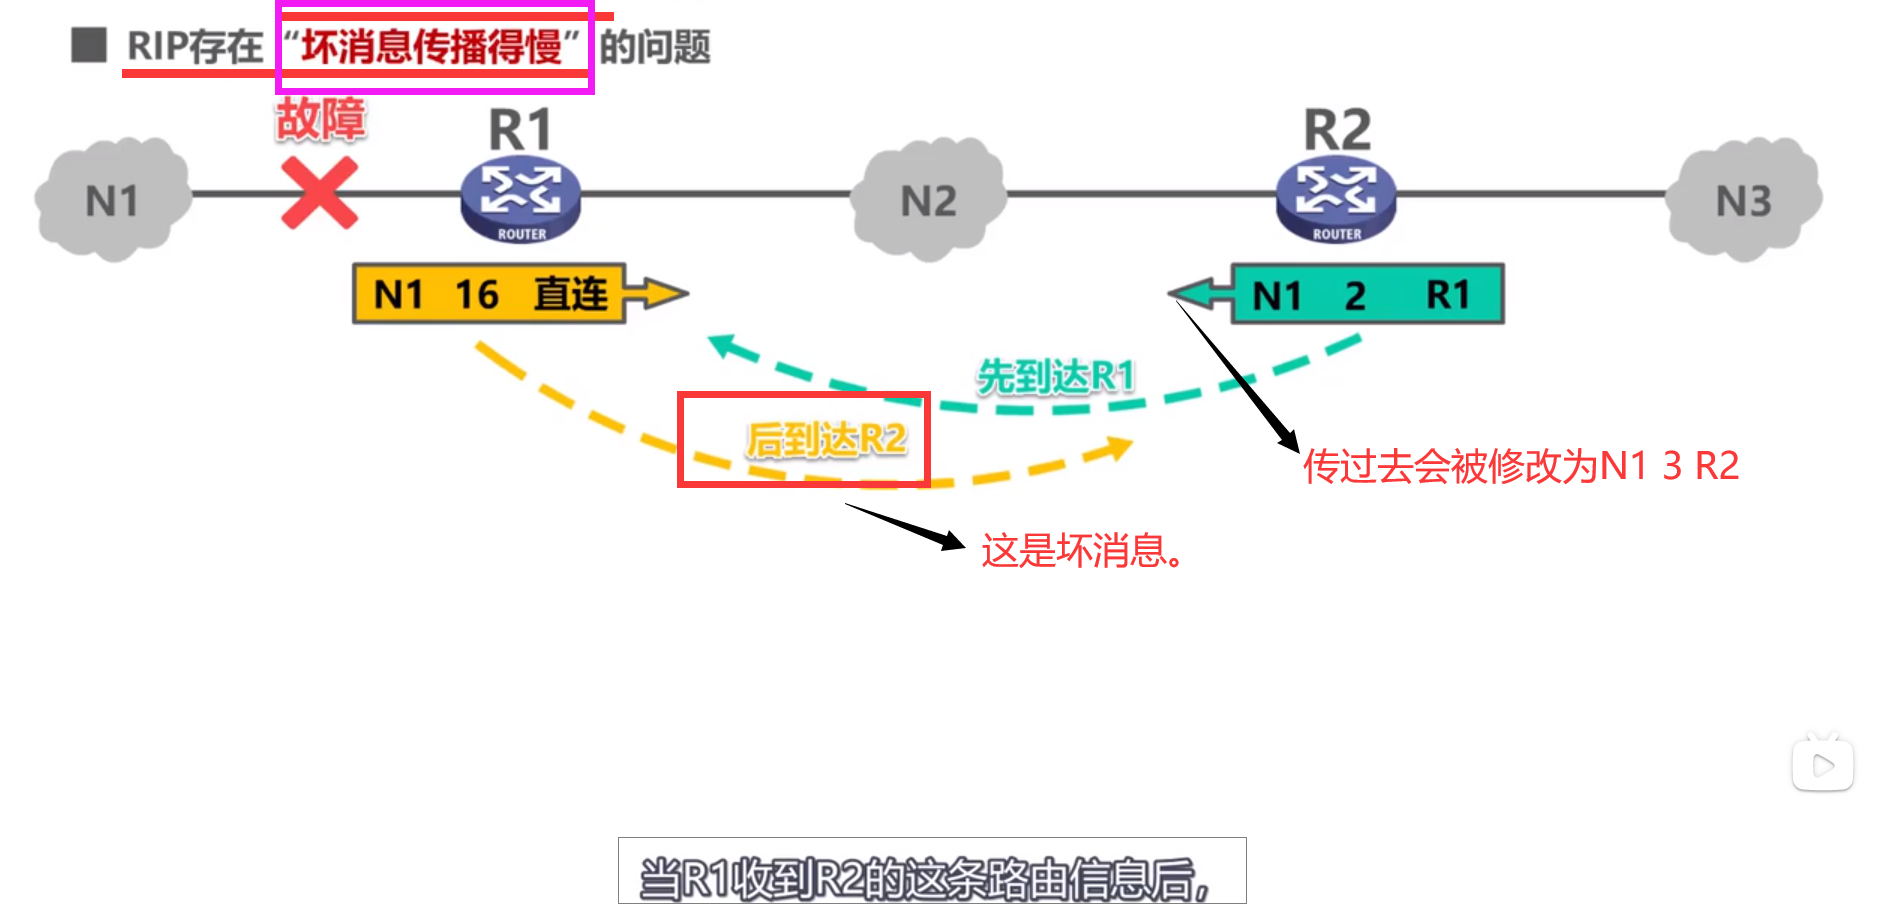 ■ RIP存在“坏消息传播得慢”的问题
故障
R1
R2
N1
N2
N3
ROUTER
ROUTER
N1 16 直连
N1 2 R1
先到达R1
后到达R2
传过去会被修改为N1 3 R2
这是坏消息。
当R1收到R2的这条路由信息后，